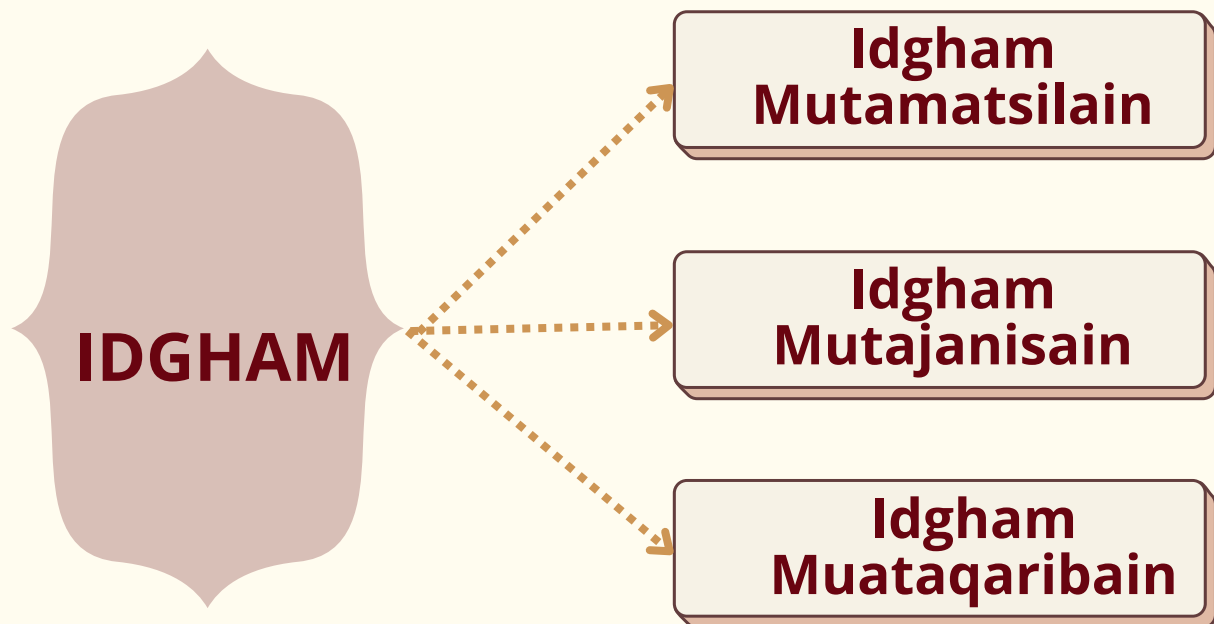 IDGHAM
Idgham
Mutamatsilain
Idgham
Mutajanisain
Idgham
Muataqaribain